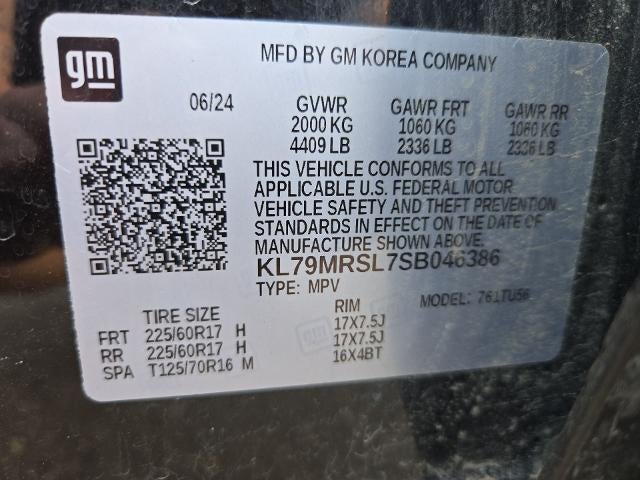 gm
MFD BY GM KOREA COMPANY
06/24 GVWR GAWR FRT GAWR RR
2000 KG 1060 KG 1060 KG
4409 LB 2336 LB 2336 LB
THIS VEHICLE CONFORMS TO ALL
APPLICABLE U.S. FEDERAL MOTOR
VEHICLE SAFETY AND THEFT PREVENTION
STANDARDS IN EFFECT ON THE DATE OF
MANUFACTURE SHOWN ABOVE.
KL79MRSL7SB046386
TYPE: MPV MODEL: 761TU56
TIRE SIZE RIM
FRT 225/60R17 H 17X7.5J
RR 225/60R17 H 17X7.5J
SPA T125/70R16 M 16X4BT